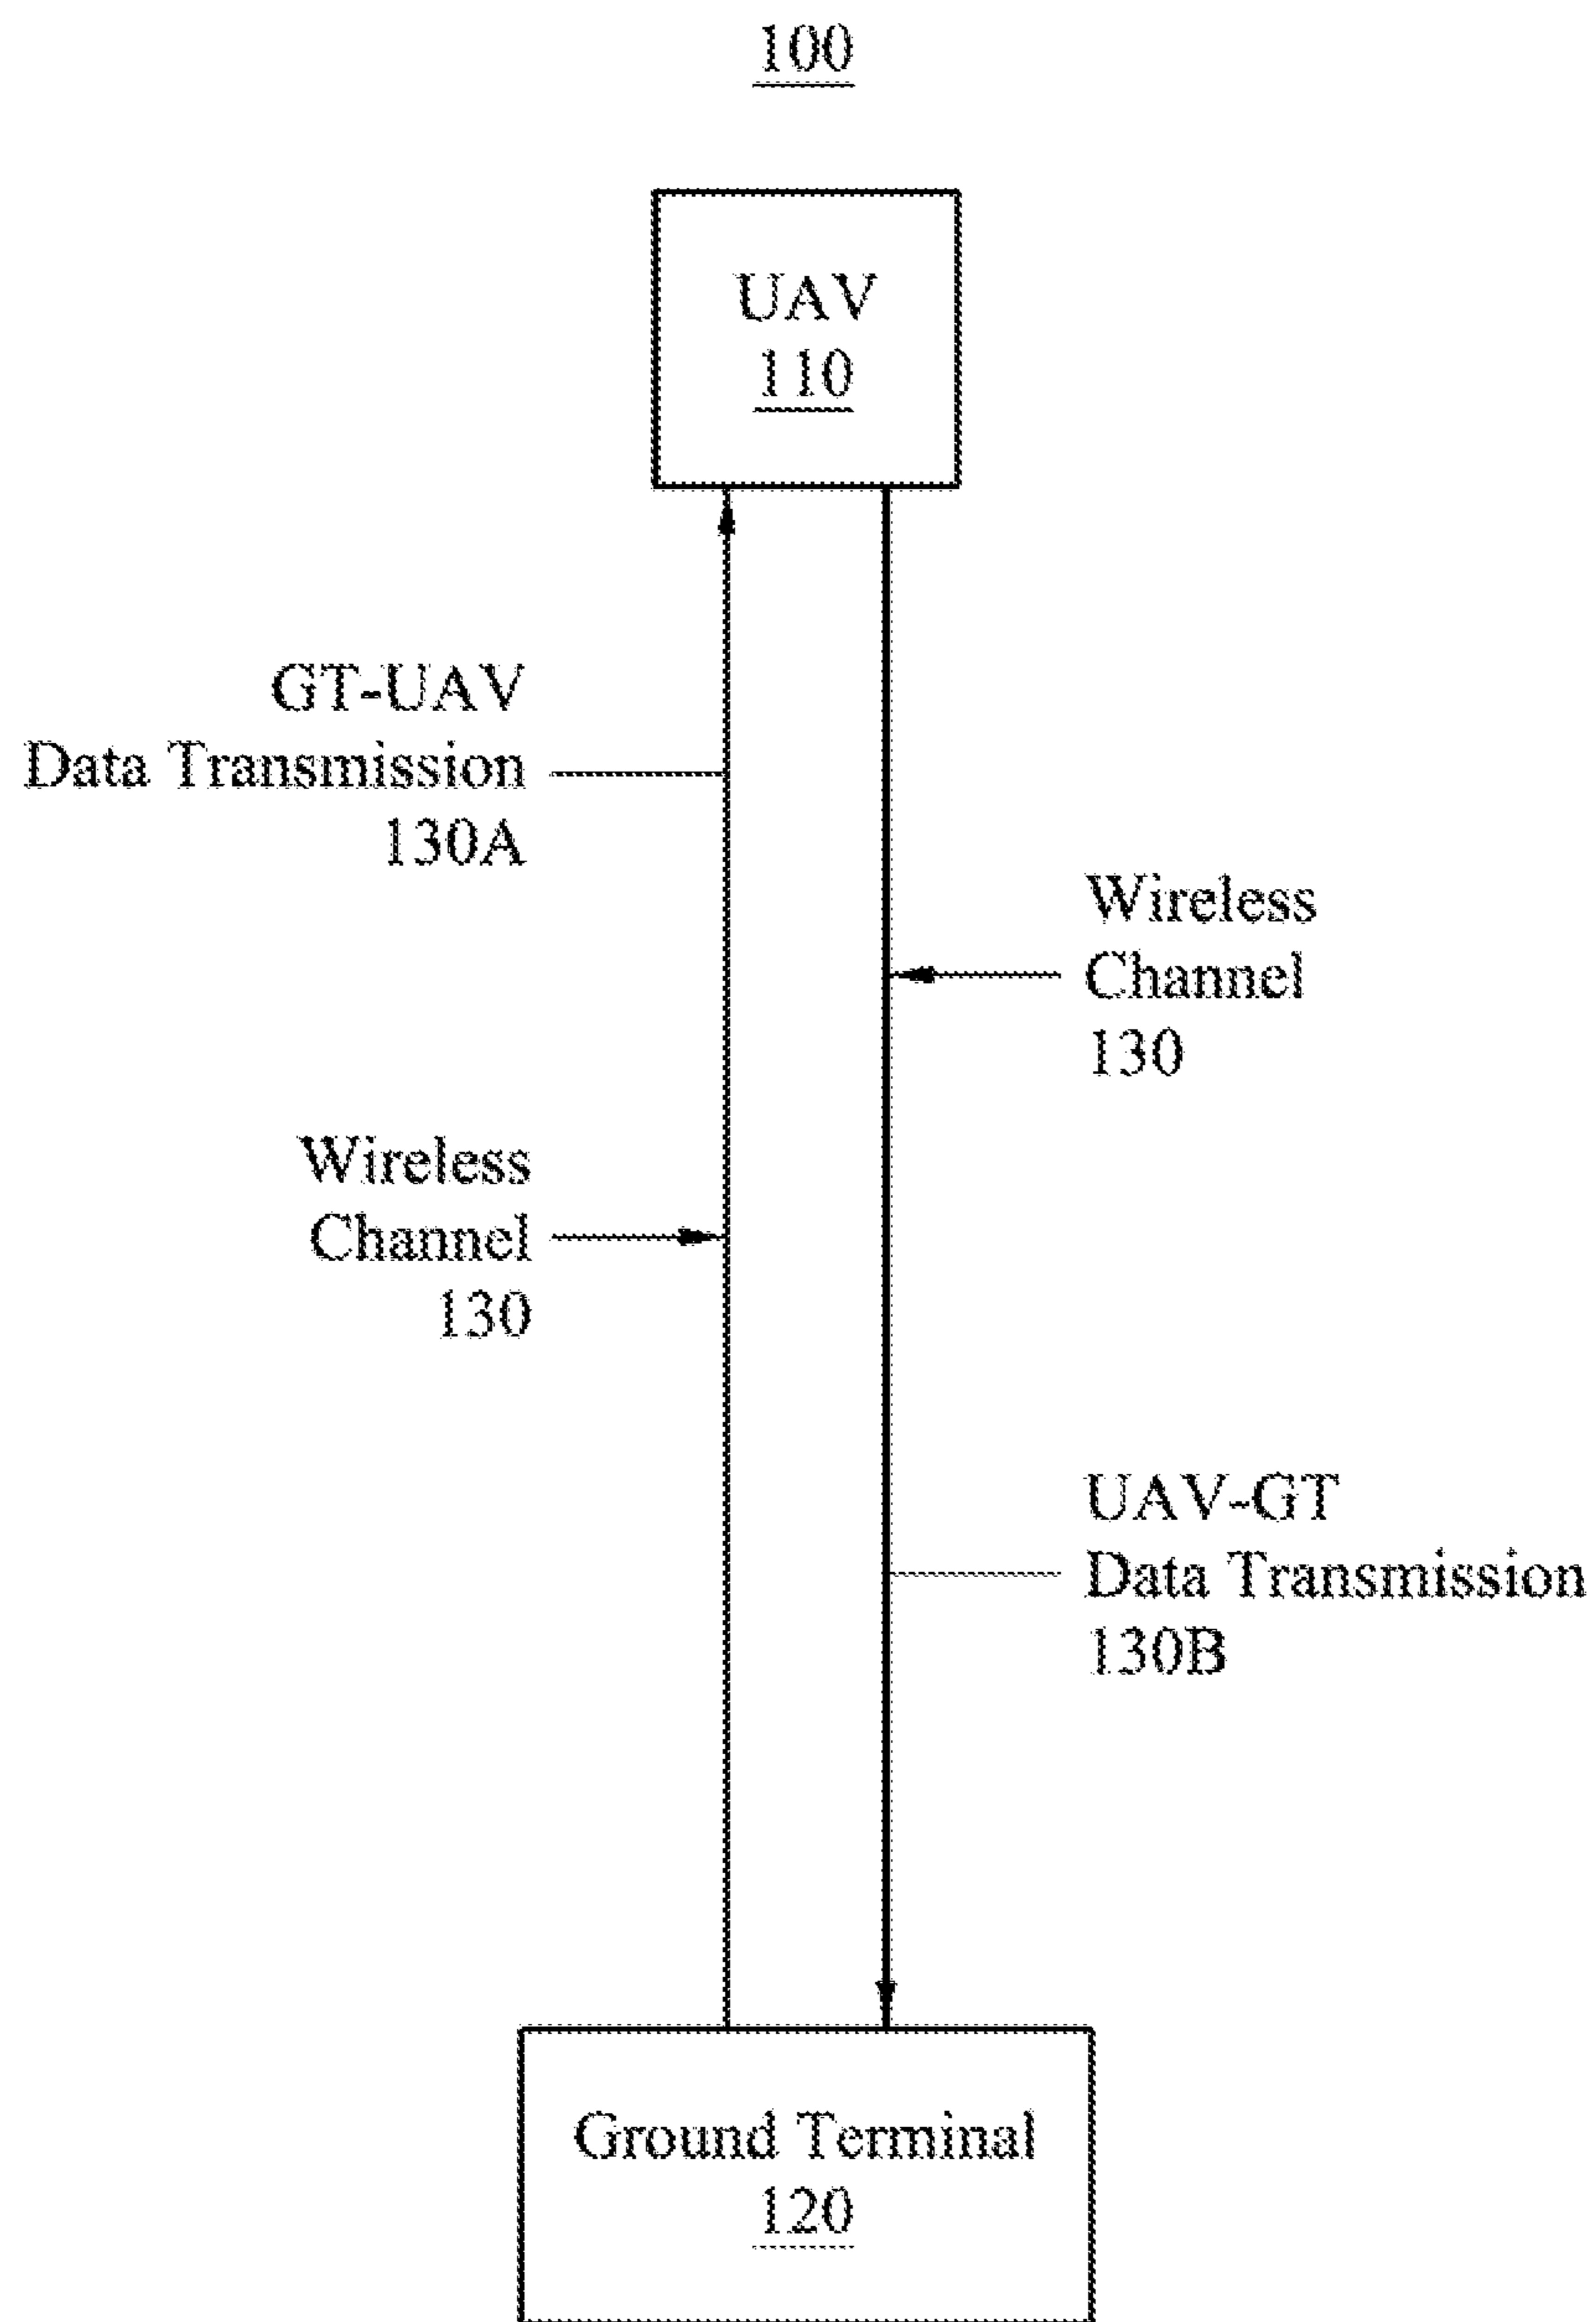 100
UAV
110
GT-UAV
Data Transmission
130A
Wireless
Channel
130
Wireless
Channel
130
UAV-GT
Data Transmission
130B
Ground Terminal
120